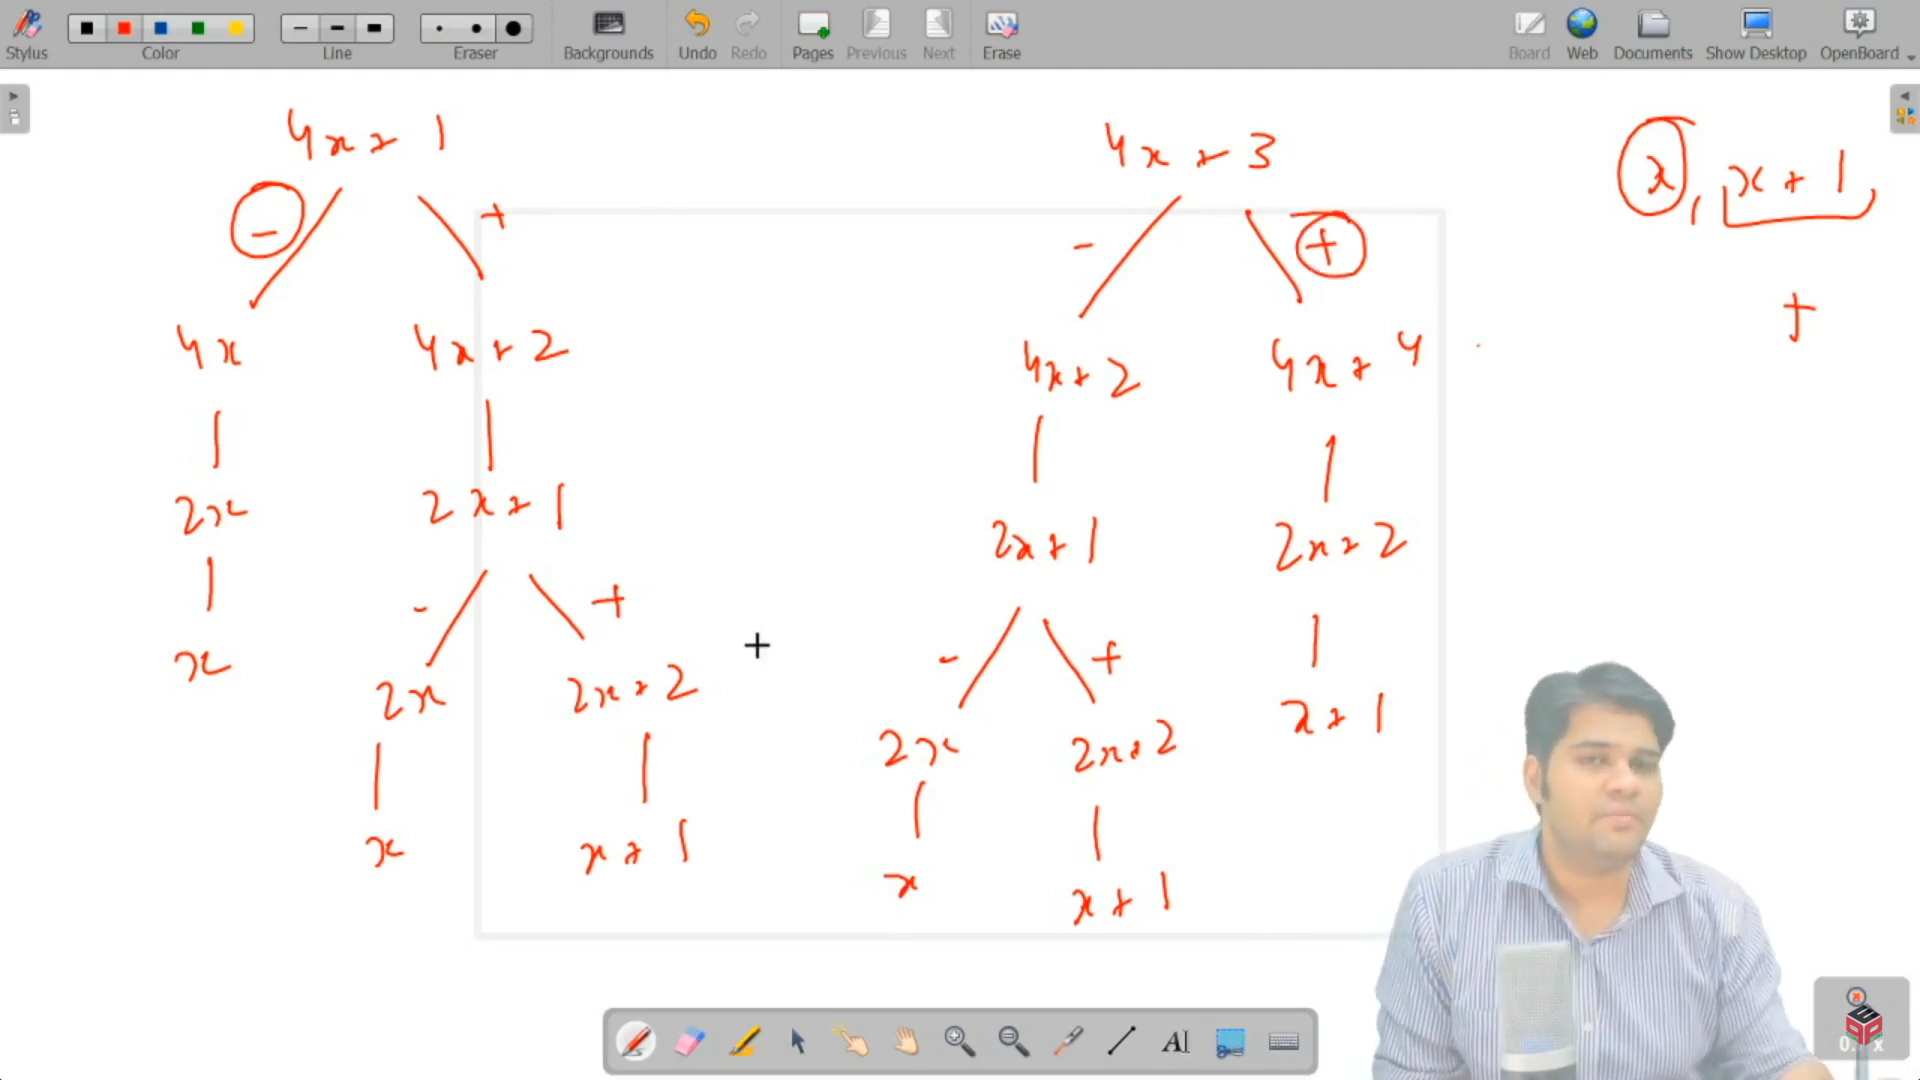 Stylus Color Line Eraser Backgrounds Undo Redo Pages Previous Next Erase Board Web Documents Show Desktop OpenBoard
4x + 1
4x + 3
x, x + 1,
- +
- +
+
4x 4x + 2
4x + 2 4x + 4
2x 2x + 1
2x + 1 2x + 2
- +
- +
x
2x 2x + 2
2x 2x + 2
x + 1
x x + 1
x x + 1
AI